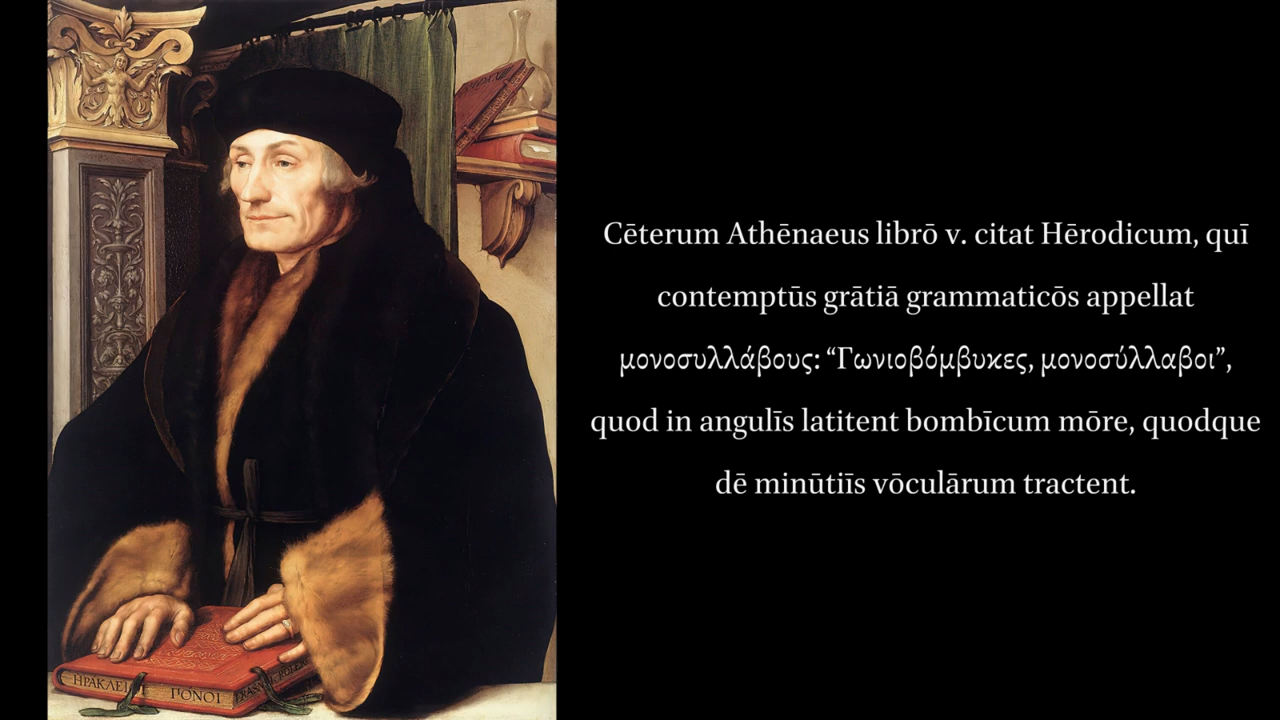 Cēterum Athēnaeus librō v. citat Hērodicum, quī
contemptūs grātiā grammaticōs appellat
μονοσυλλάβους: “Γωνιοβόμβυκες, μονοσύλλαβοι”,
quod in angulīs latitent bombīcum mōre, quodque
dē minūtiīs vōculārum tractent.
ΗΡΑΚΛΕΙ ΠΟΝΟΙ